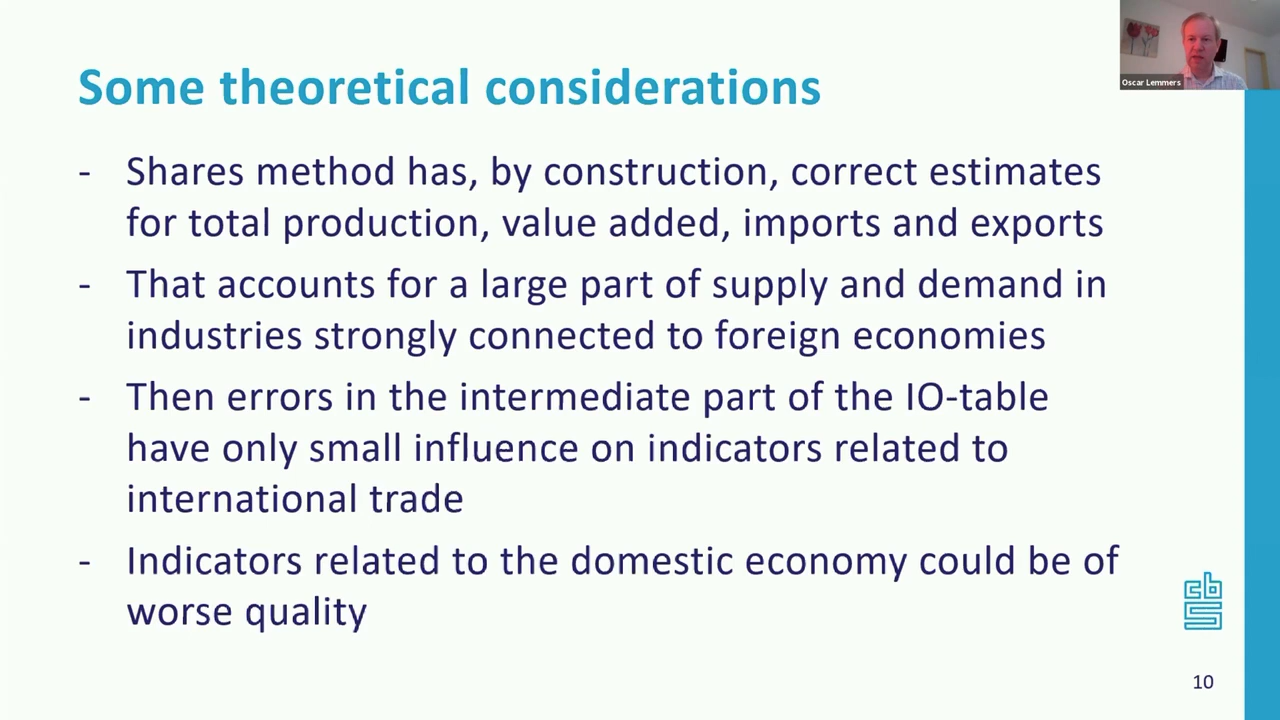 Oscar Lemmers
Some theoretical considerations
- Shares method has, by construction, correct estimates
for total production, value added, imports and exports
- That accounts for a large part of supply and demand in
industries strongly connected to foreign economies
- Then errors in the intermediate part of the IO-table
have only small influence on indicators related to
international trade
- Indicators related to the domestic economy could be of
worse quality
cbs
10